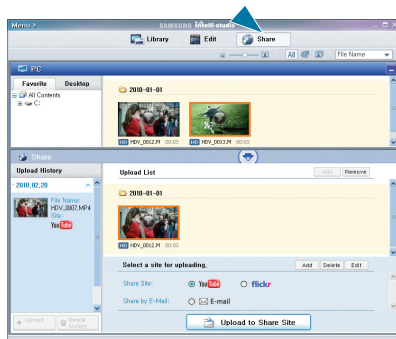 Menu >
SAMSUNG intelli-studio
Library
Edit
Share
All
File Name
PC
Favorite
Desktop
All Contents
C:
2010-01-01
HD HDV_0012.M 00:03
HD HDV_0013.M 00:03
Share
Upload History
Upload List
Add
Remove
2010.02.20
File Name:
HDV_0007.MP4
Site:
YouTube
2010-01-01
HD HDV_0012.M 00:03
Select a site for uploading.
Add
Delete
Edit
Share Site:
YouTube
flickr
Share by E-Mail:
E-mail
+ Upload
Delete history
Upload to Share Site